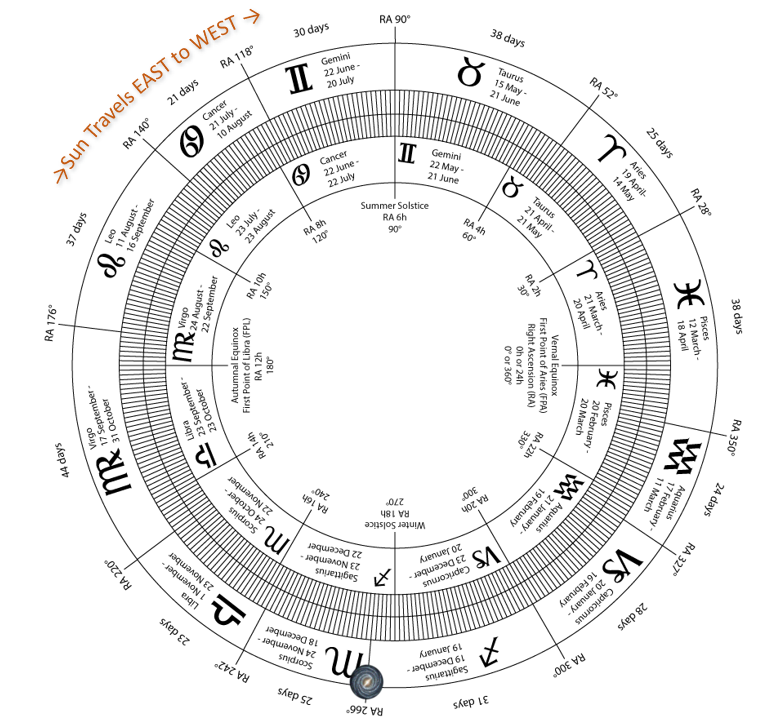 ->Sun Travels EAST to WEST ->
RA 90°
38 days
Taurus
15 May -
21 June
RA 52°
25 days
Aries
19 April-
14 May
RA 28°
38 days
Pisces
12 March -
18 April
RA 350°
24 days
Aquarius
17 February -
11 March
RA 327°
28 days
Capricornus
20 January -
16 February
RA 300°
31 days
Sagittarius
19 December -
19 January
RA 266°
25 days
Scorpius
24 November -
18 December
RA 242°
23 days
Libra
1 November -
23 November
RA 220°
44 days
Virgo
17 September -
31 October
RA 176°
37 days
Leo
11 August -
16 September
RA 140°
21 days
Cancer
21 July -
10 August
RA 118°
30 days
Gemini
22 June -
20 July
Gemini
22 May -
21 June
Taurus
21 April -
21 May
Aries
21 March -
20 April
Pisces
20 February -
20 March
Aquarius
21 January -
19 February
Capricornus
23 December -
20 January
Sagittarius
23 November -
22 December
Scorpius
24 October -
22 November
Libra
23 September -
23 October
Virgo
24 August -
22 September
Leo
23 July -
23 August
Cancer
22 June -
22 July
Summer Solstice
RA 6h
90°
RA 4h
60°
RA 2h
30°
Vernal Equinox
First Point of Aries (FPA)
Right Ascension (RA)
0h or 24h
0° or 360°
RA 22h
330°
RA 20h
300°
Winter Solstice
RA 18h
270°
RA 16h
240°
RA 14h
210°
Autumnal Equinox
First Point of Libra (FPL)
RA 12h
180°
RA 10h
150°
RA 8h
120°